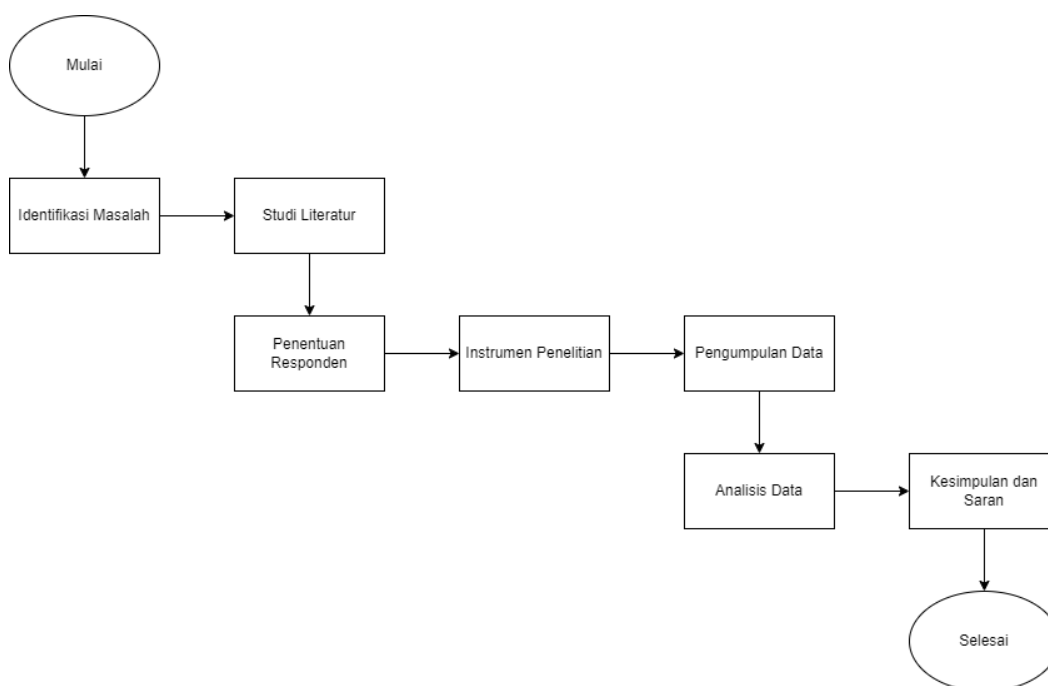 Mulai
Identifikasi Masalah
Studi Literatur
Penentuan
Responden
Instrumen Penelitian
Pengumpulan Data
Analisis Data
Kesimpulan dan
Saran
Selesai